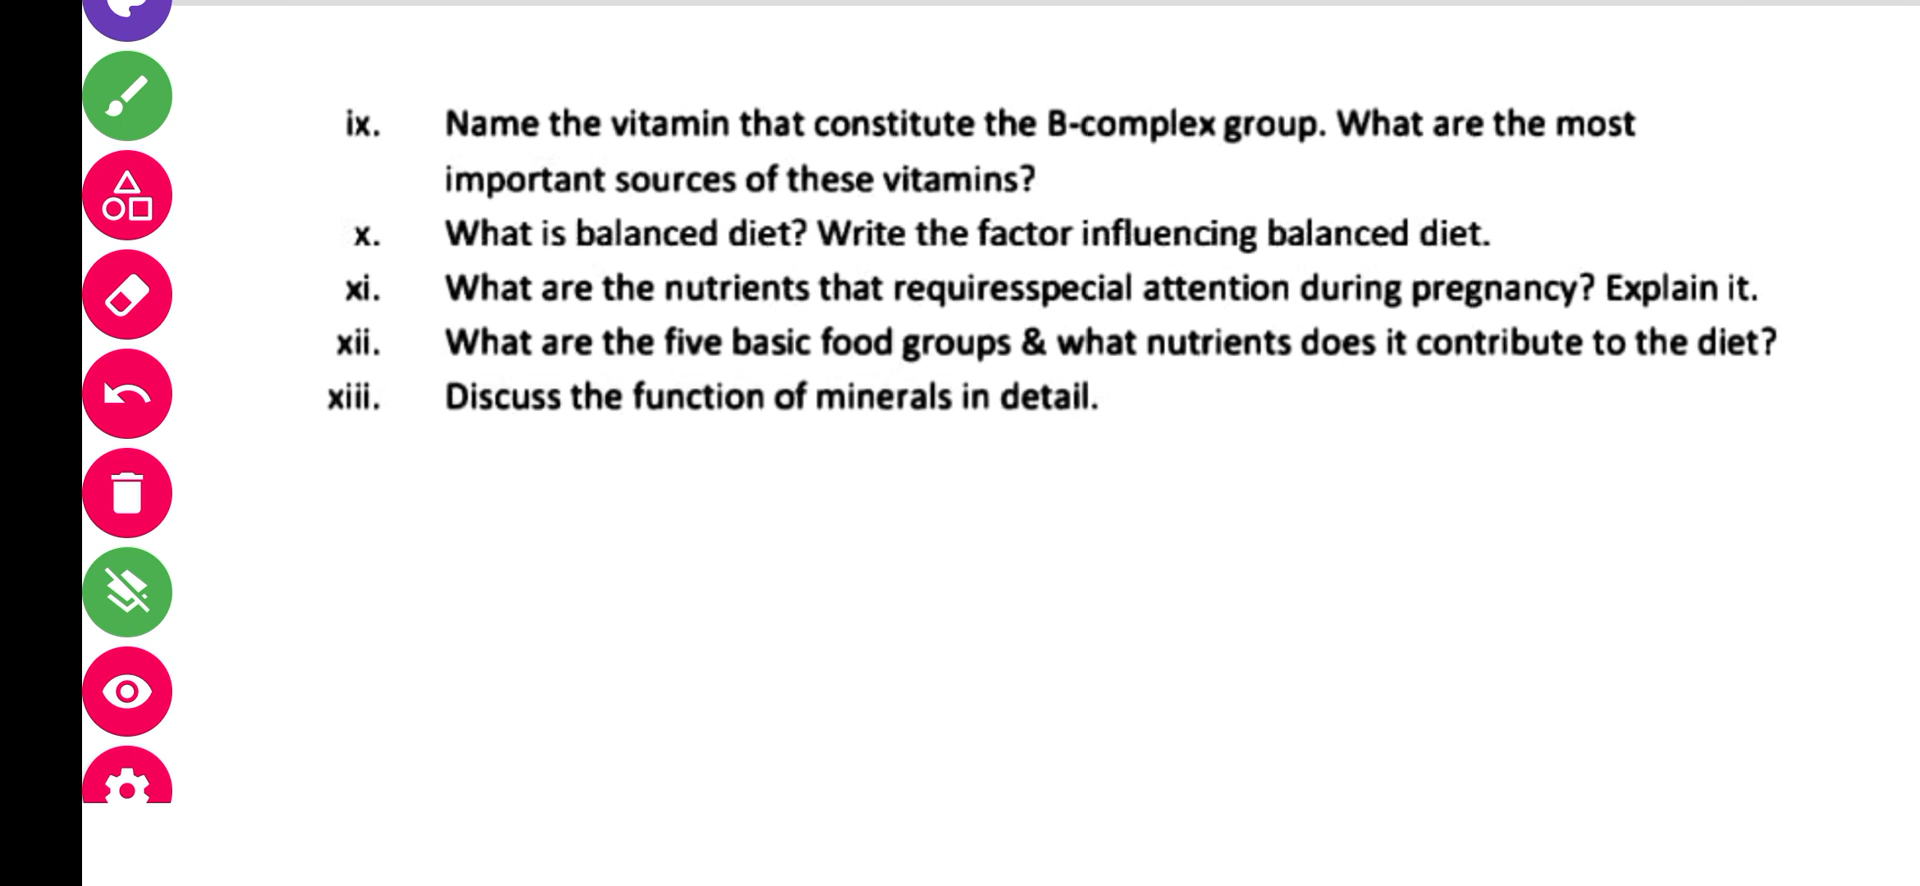 ix. Name the vitamin that constitute the B-complex group. What are the most
important sources of these vitamins?
x. What is balanced diet? Write the factor influencing balanced diet.
xi. What are the nutrients that requiresspecial attention during pregnancy? Explain it.
xii. What are the five basic food groups & what nutrients does it contribute to the diet?
xiii. Discuss the function of minerals in detail.